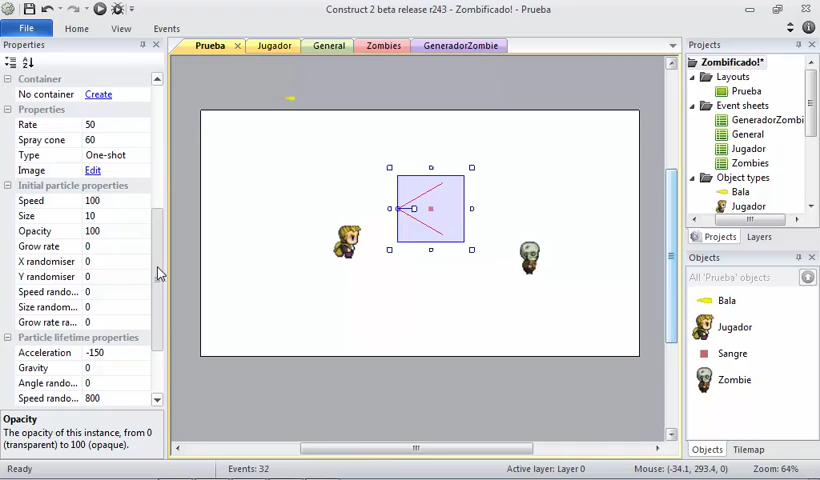 Construct 2 beta release r243 - Zombificado! - Prueba
File
Home
View
Events
Properties
Container
No container Create
Properties
Rate 50
Spray cone 60
Type One-shot
Image Edit
Initial particle properties
Speed 100
Size 10
Opacity 100
Grow rate 0
X randomiser 0
Y randomiser 0
Speed rando... 0
Size random... 0
Grow rate ra... 0
Particle lifetime properties
Acceleration -150
Gravity 0
Angle rando... 0
Speed rando... 800
Opacity
The opacity of this instance, from 0
(transparent) to 100 (opaque).
Prueba
Jugador
General
Zombies
GeneradorZombie
Projects
Zombificado!*
Layouts
Prueba
Event sheets
GeneradorZombi
General
Jugador
Zombies
Object types
Bala
Jugador
Projects
Layers
Objects
All 'Prueba' objects
Bala
Jugador
Sangre
Zombie
Objects
Tilemap
Ready
Events: 32
Active layer: Layer 0
Mouse: (-34.1, 293.4, 0)
Zoom: 64%